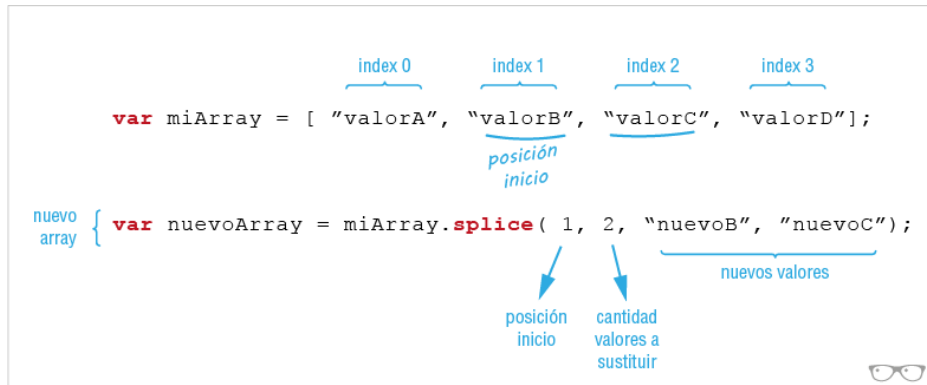 index 0 index 1 index 2 index 3
var miArray = [ ”valorA”, “valorB”, “valorC”, “valorD”];
posición
inicio
nuevo
array
var nuevoArray = miArray.splice( 1, 2, “nuevoB”, ”nuevoC”);
nuevos valores
posición
inicio
cantidad
valores a
sustituir